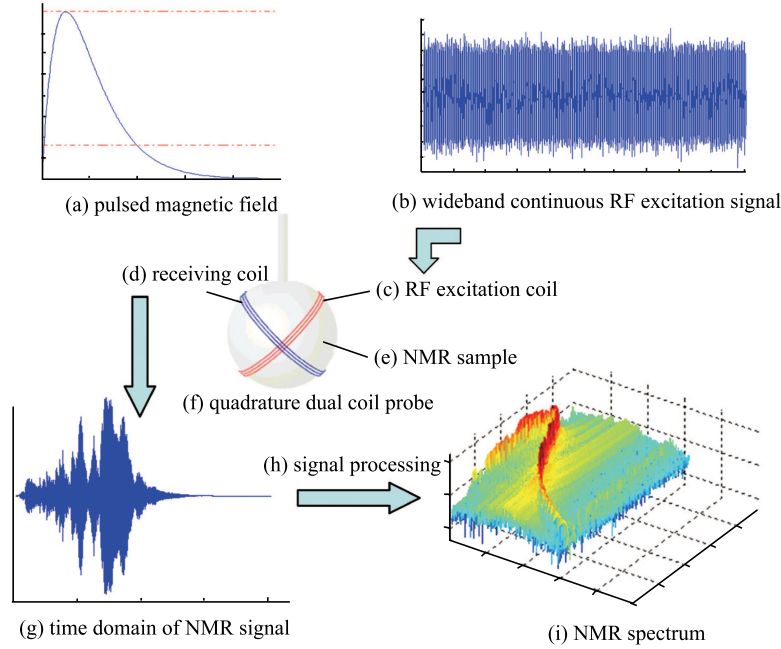 (a) pulsed magnetic field
(b) wideband continuous RF excitation signal
(d) receiving coil
(c) RF excitation coil
(e) NMR sample
(f) quadrature dual coil probe
(h) signal processing
(g) time domain of NMR signal
(i) NMR spectrum